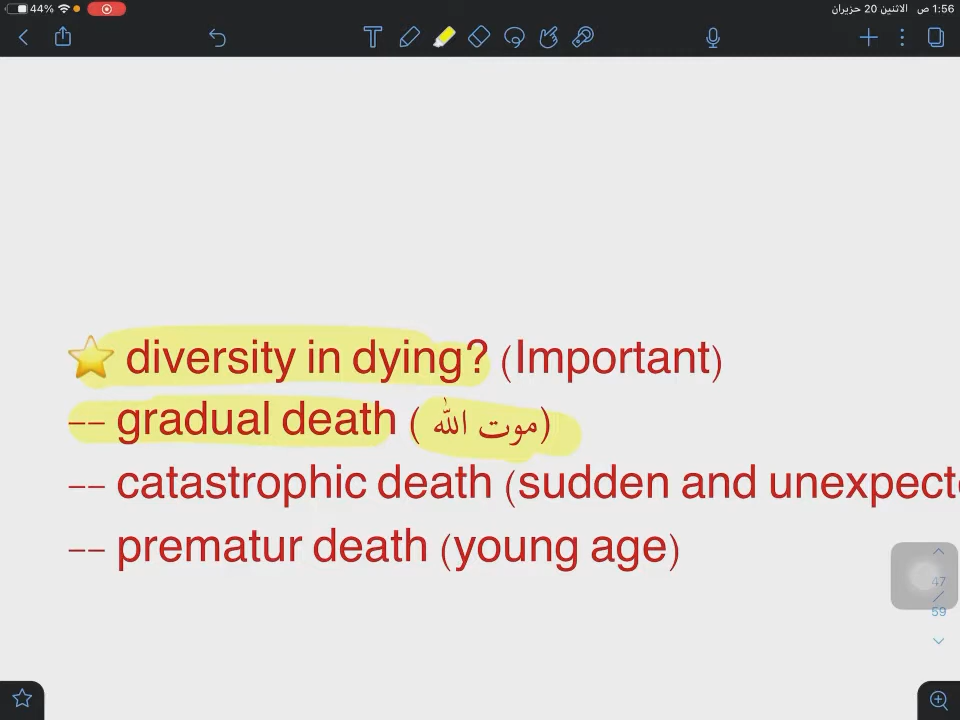 44%
1:56 ص الاثنين 20 حزيران
⭐ diversity in dying? (Important)
-- gradual death ( موت الله)
-- catastrophic death (sudden and unexpect
-- prematur death (young age)
47
/
59